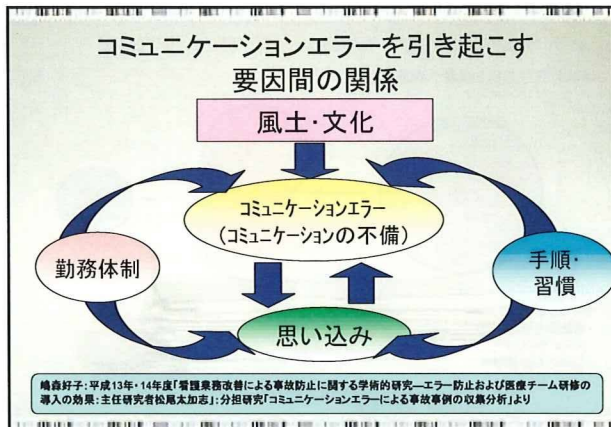 コミュニケーションエラーを引き起こす
要因間の関係
風土・文化
コミュニケーションエラー
(コミュニケーションの不備)
勤務体制
手順・
習慣
思い込み
嶋森好子:平成13年・14年度「看護業務改善による事故防止に関する学術的研究―エラー防止および医療チーム研修の
導入の効果:主任研究者松尾太加志」:分担研究「コミュニケーションエラーによる事故事例の収集分析」より